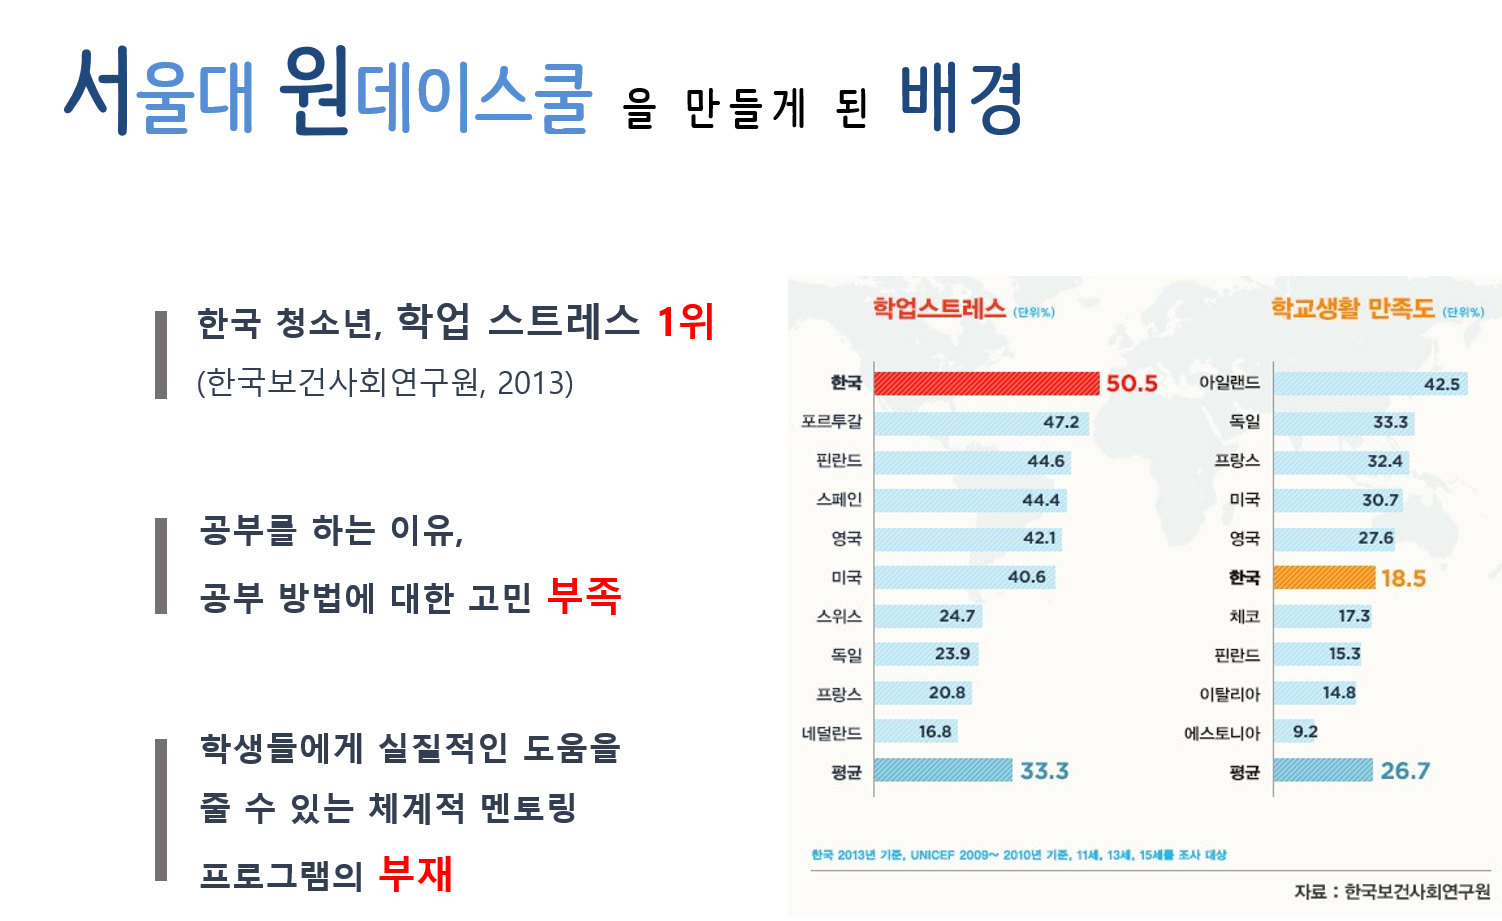 서울대 원데이스쿨 을 만들게 된 배경
한국 청소년, 학업 스트레스 1위
(한국보건사회연구원, 2013)
공부를 하는 이유,
공부 방법에 대한 고민 부족
학생들에게 실질적인 도움을
줄 수 있는 체계적 멘토링
프로그램의 부재
학업스트레스 (단위%)
한국 50.5
포르투갈 47.2
핀란드 44.6
스페인 44.4
영국 42.1
미국 40.6
스위스 24.7
독일 23.9
프랑스 20.8
네덜란드 16.8
평균 33.3
학교생활 만족도 (단위%)
아일랜드 42.5
독일 33.3
프랑스 32.4
미국 30.7
영국 27.6
한국 18.5
체코 17.3
핀란드 15.3
이탈리아 14.8
에스토니아 9.2
평균 26.7
한국 2013년 기준, UNICEF 2009~ 2010년 기준, 11세, 13세, 15세를 조사 대상
자료 : 한국보건사회연구원